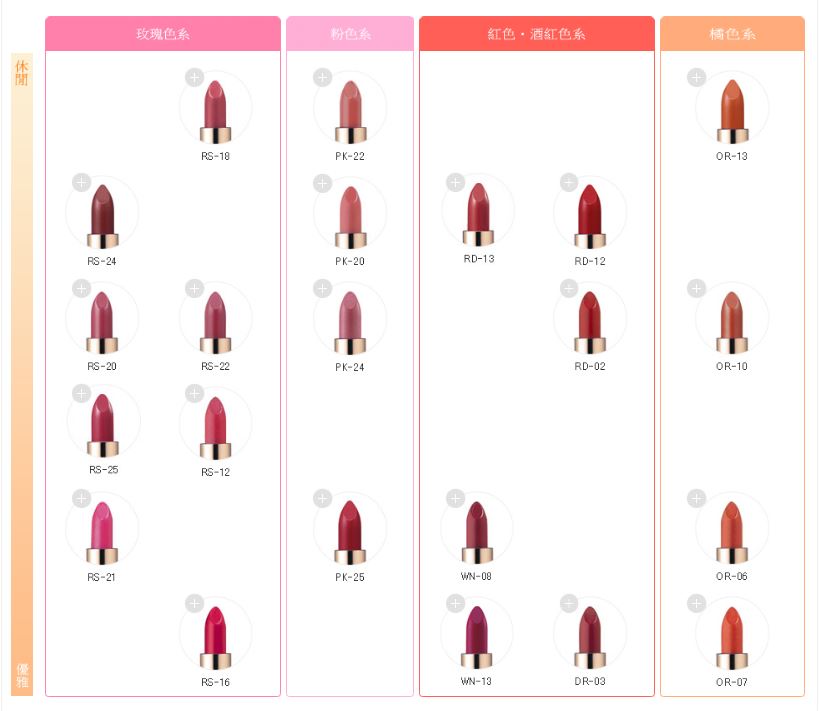 玫瑰色系
粉色系
紅色・酒紅色系
橘色系
休閒
RS-18
PK-22
OR-13
RS-24
PK-20
RD-13
RD-12
RS-20
RS-22
PK-24
RD-02
OR-10
RS-25
RS-12
RS-21
PK-25
WN-08
OR-06
RS-16
WN-13
DR-03
OR-07
優雅